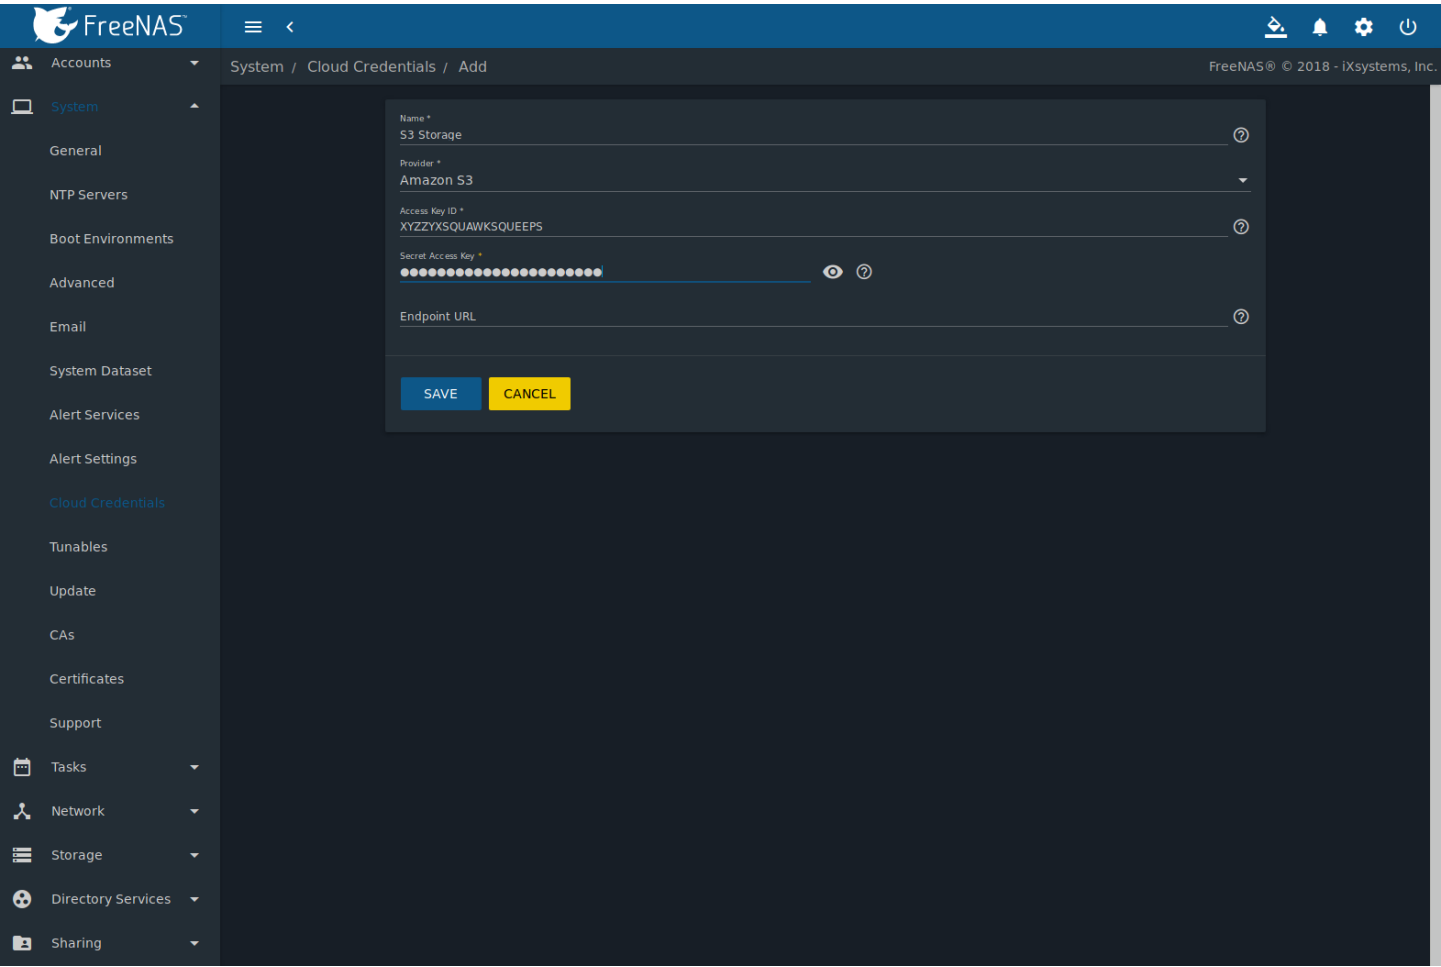 FreeNAS™
System / Cloud Credentials / Add
FreeNAS® © 2018 - iXsystems, Inc.
Accounts
System
General
NTP Servers
Boot Environments
Advanced
Email
System Dataset
Alert Services
Alert Settings
Cloud Credentials
Tunables
Update
CAs
Certificates
Support
Tasks
Network
Storage
Directory Services
Sharing
Name *
S3 Storage
Provider *
Amazon S3
Access Key ID *
XYZZYXSQUAWKSQUEEPS
Secret Access Key *
●●●●●●●●●●●●●●●●●●●●●●
Endpoint URL
SAVE
CANCEL